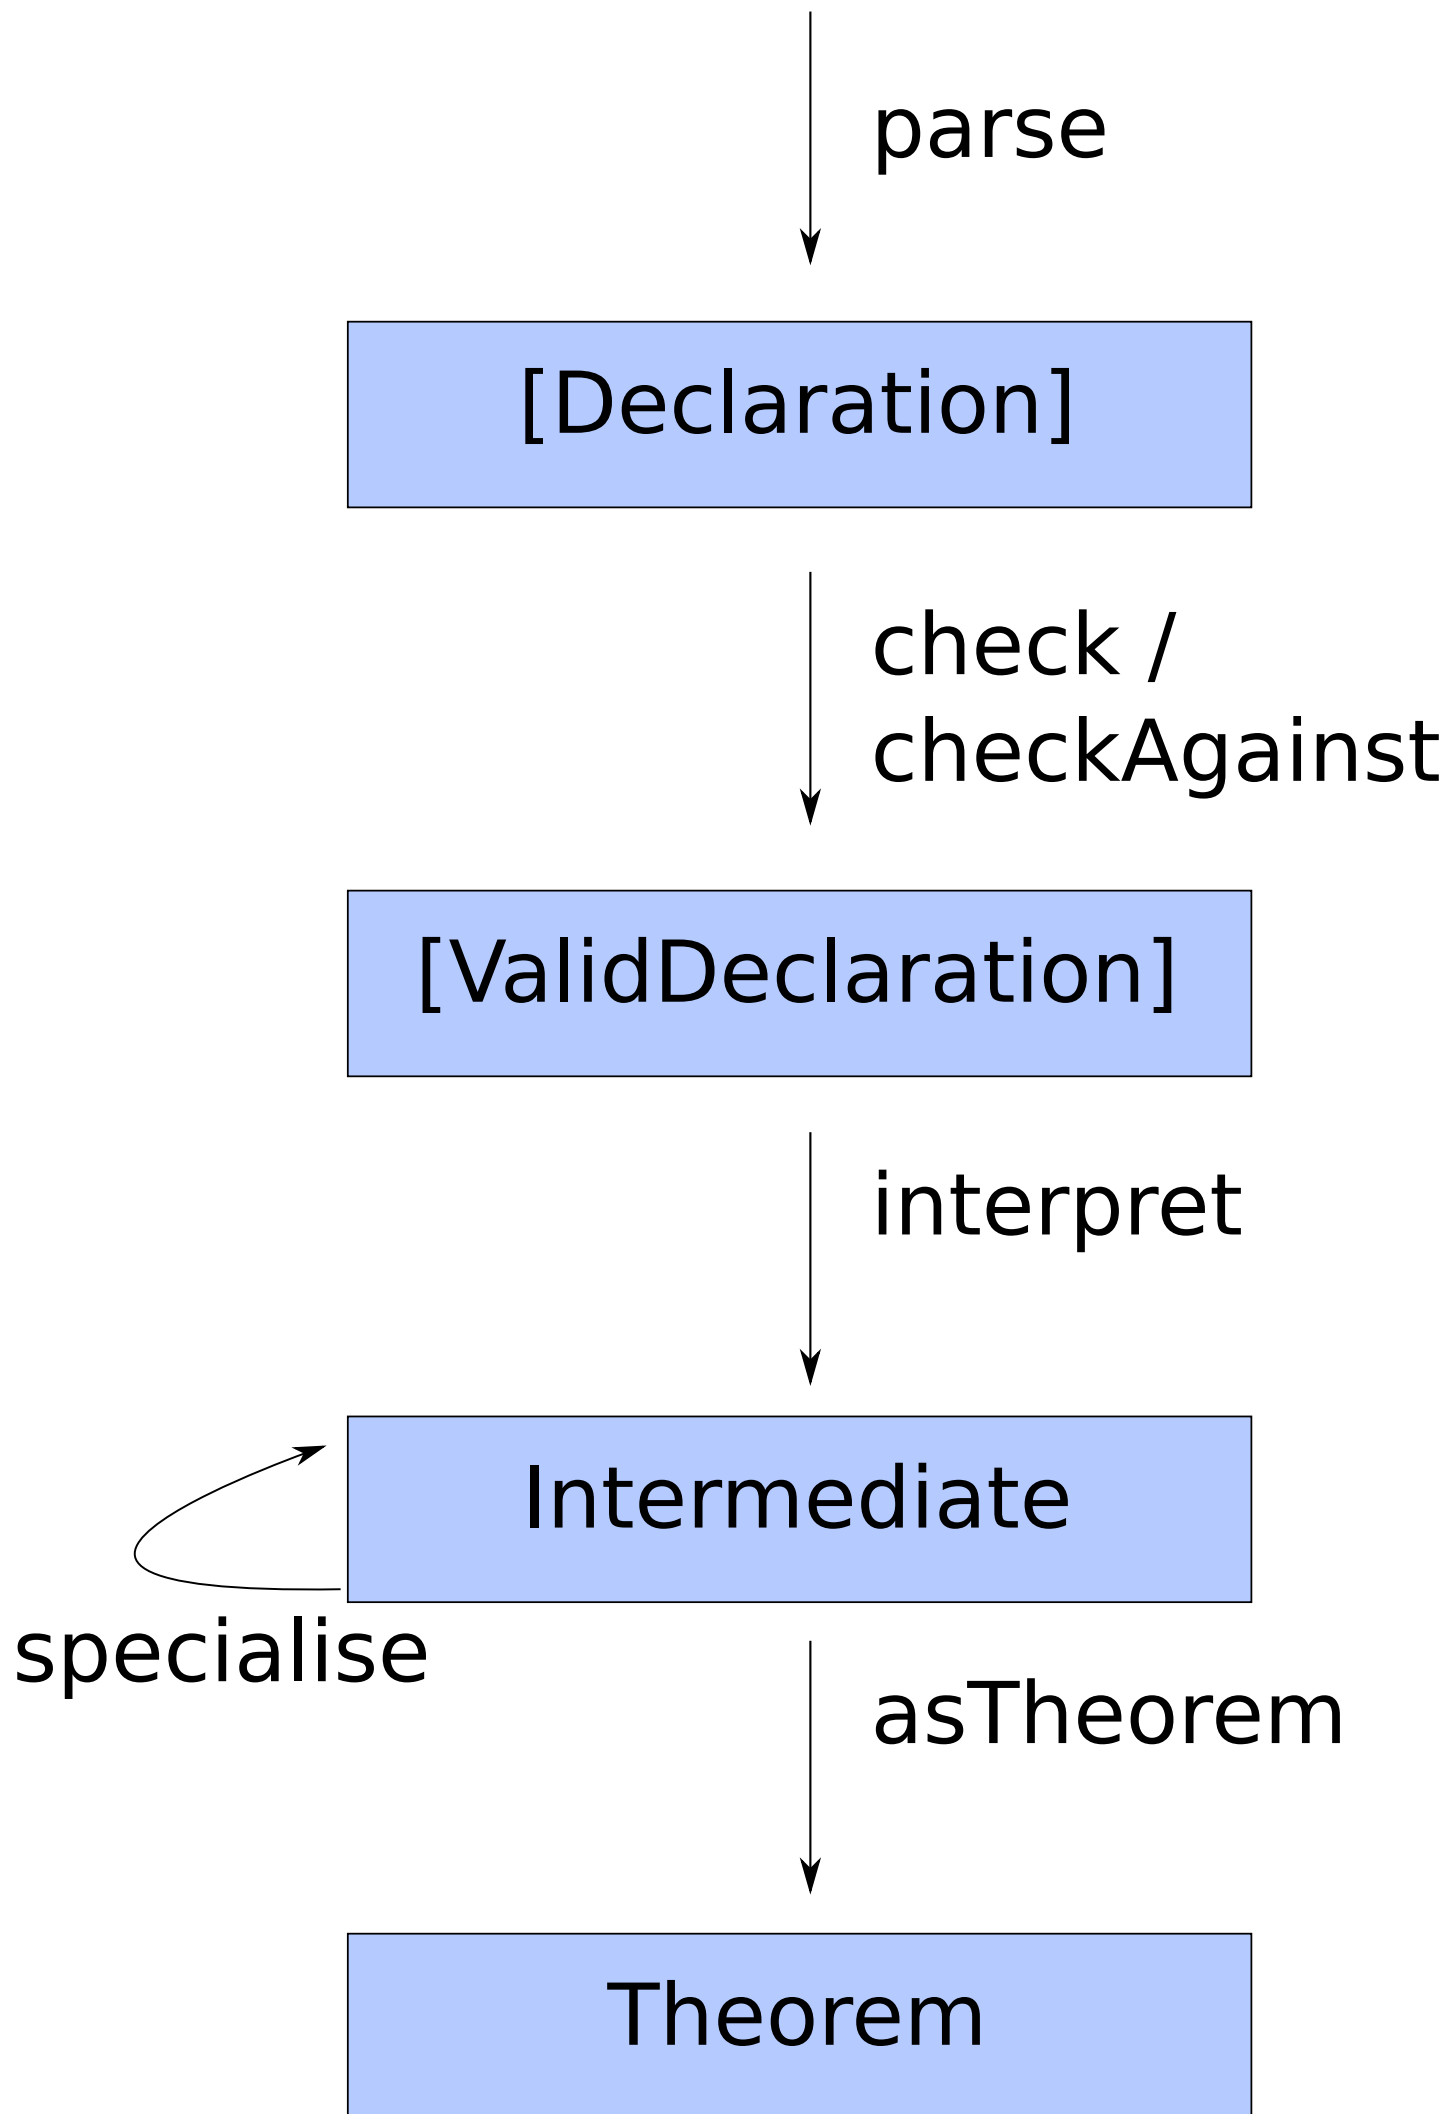 parse
[Declaration]
check /
checkAgainst
[ValidDeclaration]
interpret
Intermediate
specialise
asTheorem
Theorem